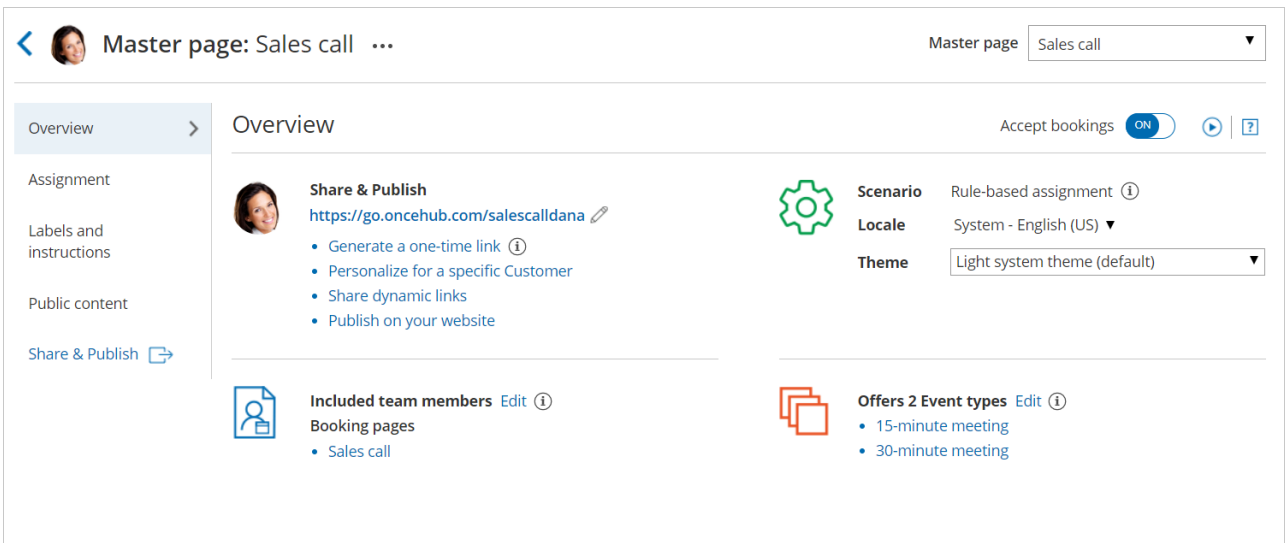 Master page: Sales call ...
Master page Sales call
Overview
Assignment
Labels and
instructions
Public content
Share & Publish
Overview
Accept bookings ON
Share & Publish
https://go.oncehub.com/salescalldana
Generate a one-time link
Personalize for a specific Customer
Share dynamic links
Publish on your website
Scenario Rule-based assignment
Locale System - English (US)
Theme Light system theme (default)
Included team members Edit
Booking pages
Sales call
Offers 2 Event types Edit
15-minute meeting
30-minute meeting